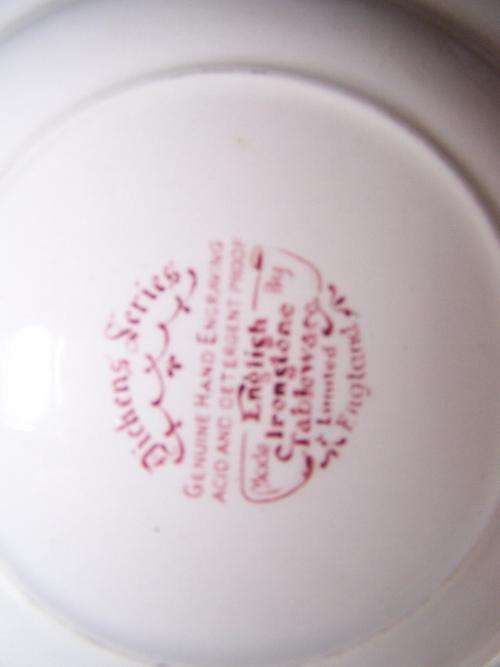 Dickens Series
GENUINE HAND ENGRAVING
ACID AND DETERGENT PROOF
Made English By
Ironstone
Tableware
Limited
England